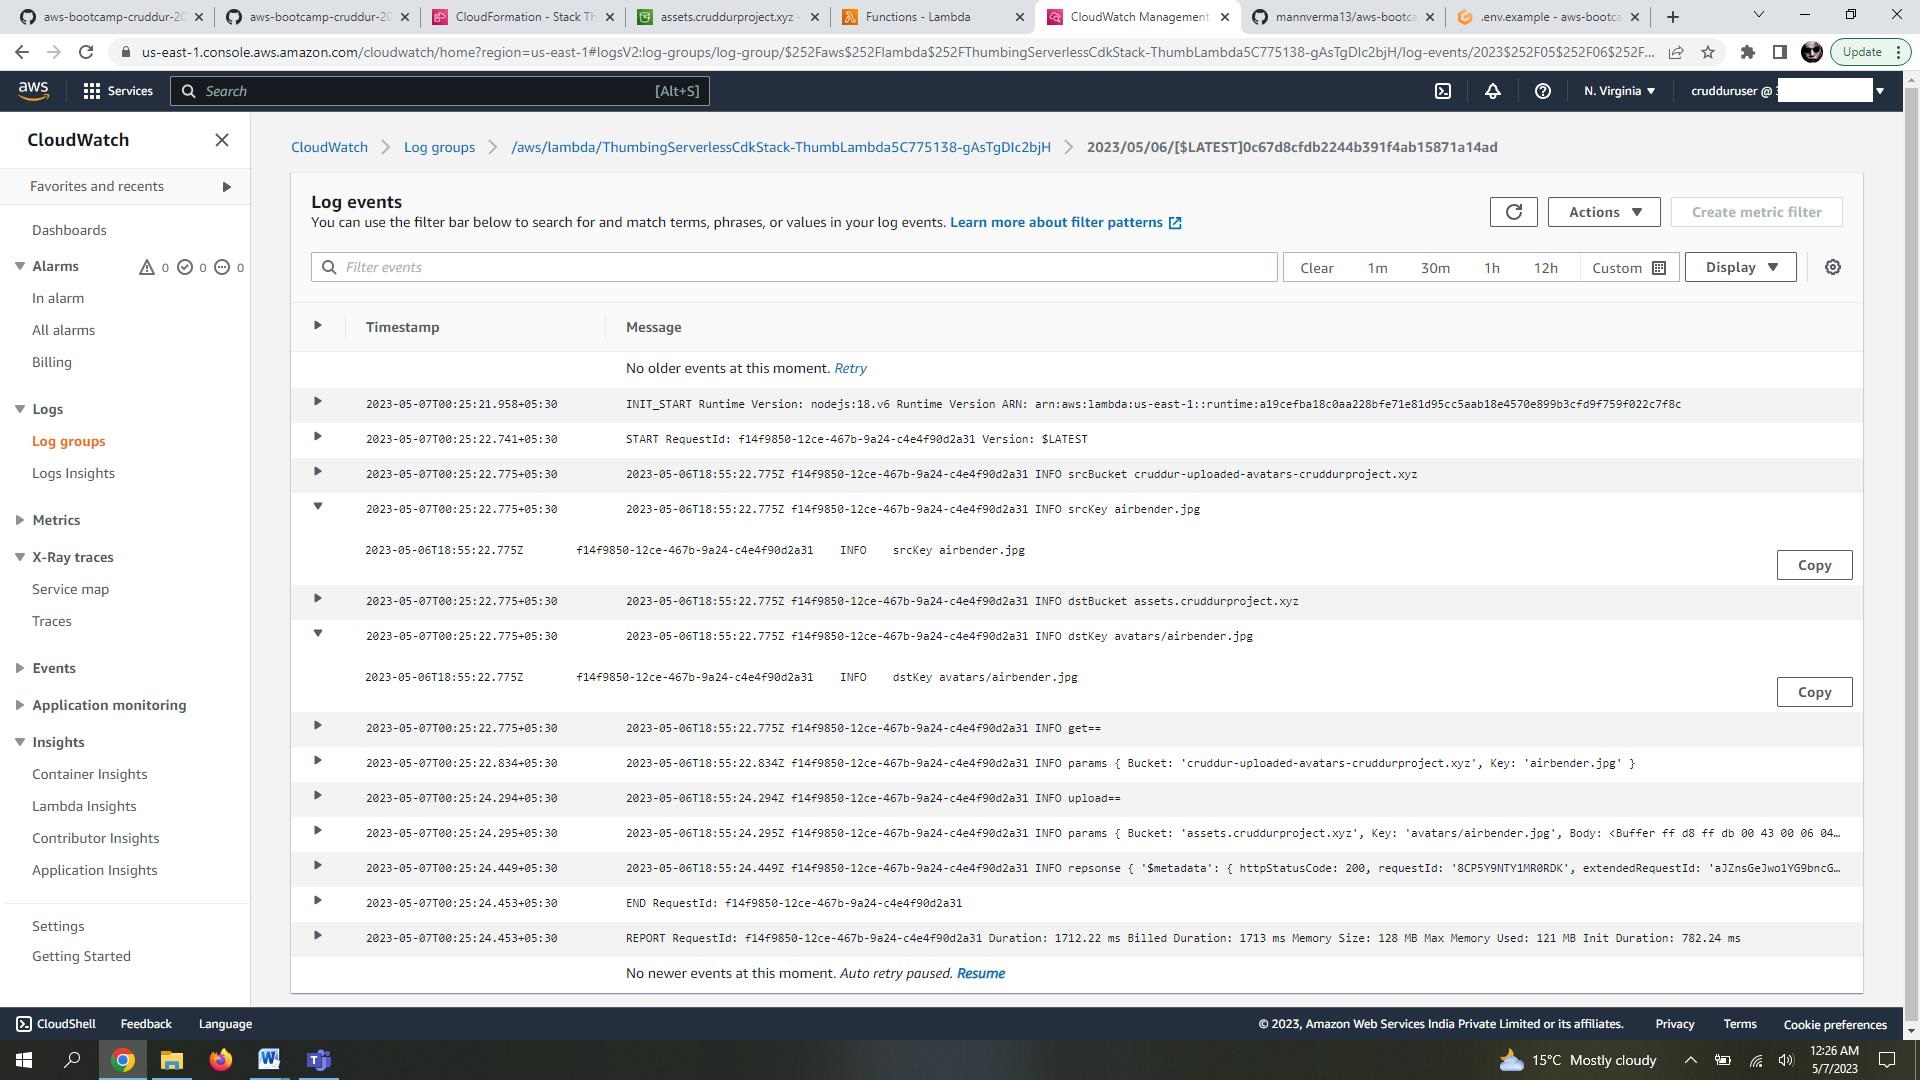 aws-bootcamp-cruddur-20
aws-bootcamp-cruddur-20
CloudFormation - Stack Th
assets.cruddurproject.xyz -
Functions - Lambda
CloudWatch Management
mannverma13/aws-bootca
.env.example - aws-bootca
us-east-1.console.aws.amazon.com/cloudwatch/home?region=us-east-1#logsV2:log-groups/log-group/$252Faws$252Flambda$252FThumbingServerlessCdkStack-ThumbLambda5C775138-gAsTgDIc2bjH/log-events/2023$252F05$252F06$252F...
Update
aws
Services
Search
[Alt+S]
N. Virginia
crudduruser @
CloudWatch
Favorites and recents
Dashboards
Alarms
0
0
0
In alarm
All alarms
Billing
Logs
Log groups
Logs Insights
Metrics
X-Ray traces
Service map
Traces
Events
Application monitoring
Insights
Container Insights
Lambda Insights
Contributor Insights
Application Insights
Settings
Getting Started
CloudWatch
Log groups
/aws/lambda/ThumbingServerlessCdkStack-ThumbLambda5C775138-gAsTgDIc2bjH
2023/05/06/[$LATEST]0c67d8cfdb2244b391f4ab15871a14ad
Log events
You can use the filter bar below to search for and match terms, phrases, or values in your log events. Learn more about filter patterns
Actions
Create metric filter
Filter events
Clear 1m 30m 1h 12h Custom
Display
Timestamp Message
No older events at this moment. Retry
2023-05-07T00:25:21.958+05:30 INIT_START Runtime Version: nodejs:18.v6 Runtime Version ARN: arn:aws:lambda:us-east-1::runtime:a19cefba18c0aa228bfe71e81d95cc5aab18e4570e899b3cfd9f759f022c7f8c
2023-05-07T00:25:22.741+05:30 START RequestId: f14f9850-12ce-467b-9a24-c4e4f90d2a31 Version: $LATEST
2023-05-07T00:25:22.775+05:30 2023-05-06T18:55:22.775Z f14f9850-12ce-467b-9a24-c4e4f90d2a31 INFO srcBucket cruddur-uploaded-avatars-cruddurproject.xyz
2023-05-07T00:25:22.775+05:30 2023-05-06T18:55:22.775Z f14f9850-12ce-467b-9a24-c4e4f90d2a31 INFO srcKey airbender.jpg
2023-05-06T18:55:22.775Z f14f9850-12ce-467b-9a24-c4e4f90d2a31 INFO srcKey airbender.jpg
Copy
2023-05-07T00:25:22.775+05:30 2023-05-06T18:55:22.775Z f14f9850-12ce-467b-9a24-c4e4f90d2a31 INFO dstBucket assets.cruddurproject.xyz
2023-05-07T00:25:22.775+05:30 2023-05-06T18:55:22.775Z f14f9850-12ce-467b-9a24-c4e4f90d2a31 INFO dstKey avatars/airbender.jpg
2023-05-06T18:55:22.775Z f14f9850-12ce-467b-9a24-c4e4f90d2a31 INFO dstKey avatars/airbender.jpg
Copy
2023-05-07T00:25:22.775+05:30 2023-05-06T18:55:22.775Z f14f9850-12ce-467b-9a24-c4e4f90d2a31 INFO get==
2023-05-07T00:25:22.834+05:30 2023-05-06T18:55:22.834Z f14f9850-12ce-467b-9a24-c4e4f90d2a31 INFO params { Bucket: 'cruddur-uploaded-avatars-cruddurproject.xyz', Key: 'airbender.jpg' }
2023-05-07T00:25:24.294+05:30 2023-05-06T18:55:24.294Z f14f9850-12ce-467b-9a24-c4e4f90d2a31 INFO upload==
2023-05-07T00:25:24.295+05:30 2023-05-06T18:55:24.295Z f14f9850-12ce-467b-9a24-c4e4f90d2a31 INFO params { Bucket: 'assets.cruddurproject.xyz', Key: 'avatars/airbender.jpg', Body: <Buffer ff d8 ff db 00 43 00 06 04…
2023-05-07T00:25:24.449+05:30 2023-05-06T18:55:24.449Z f14f9850-12ce-467b-9a24-c4e4f90d2a31 INFO repsonse { '$metadata': { httpStatusCode: 200, requestId: '8CP5Y9NTY1MR0RDK', extendedRequestId: 'aJZnsGeJwo1YG9bncG…
2023-05-07T00:25:24.453+05:30 END RequestId: f14f9850-12ce-467b-9a24-c4e4f90d2a31
2023-05-07T00:25:24.453+05:30 REPORT RequestId: f14f9850-12ce-467b-9a24-c4e4f90d2a31 Duration: 1712.22 ms Billed Duration: 1713 ms Memory Size: 128 MB Max Memory Used: 121 MB Init Duration: 782.24 ms
No newer events at this moment. Auto retry paused. Resume
CloudShell Feedback Language
© 2023, Amazon Web Services India Private Limited or its affiliates. Privacy Terms Cookie preferences
15°C Mostly cloudy
12:26 AM
5/7/2023